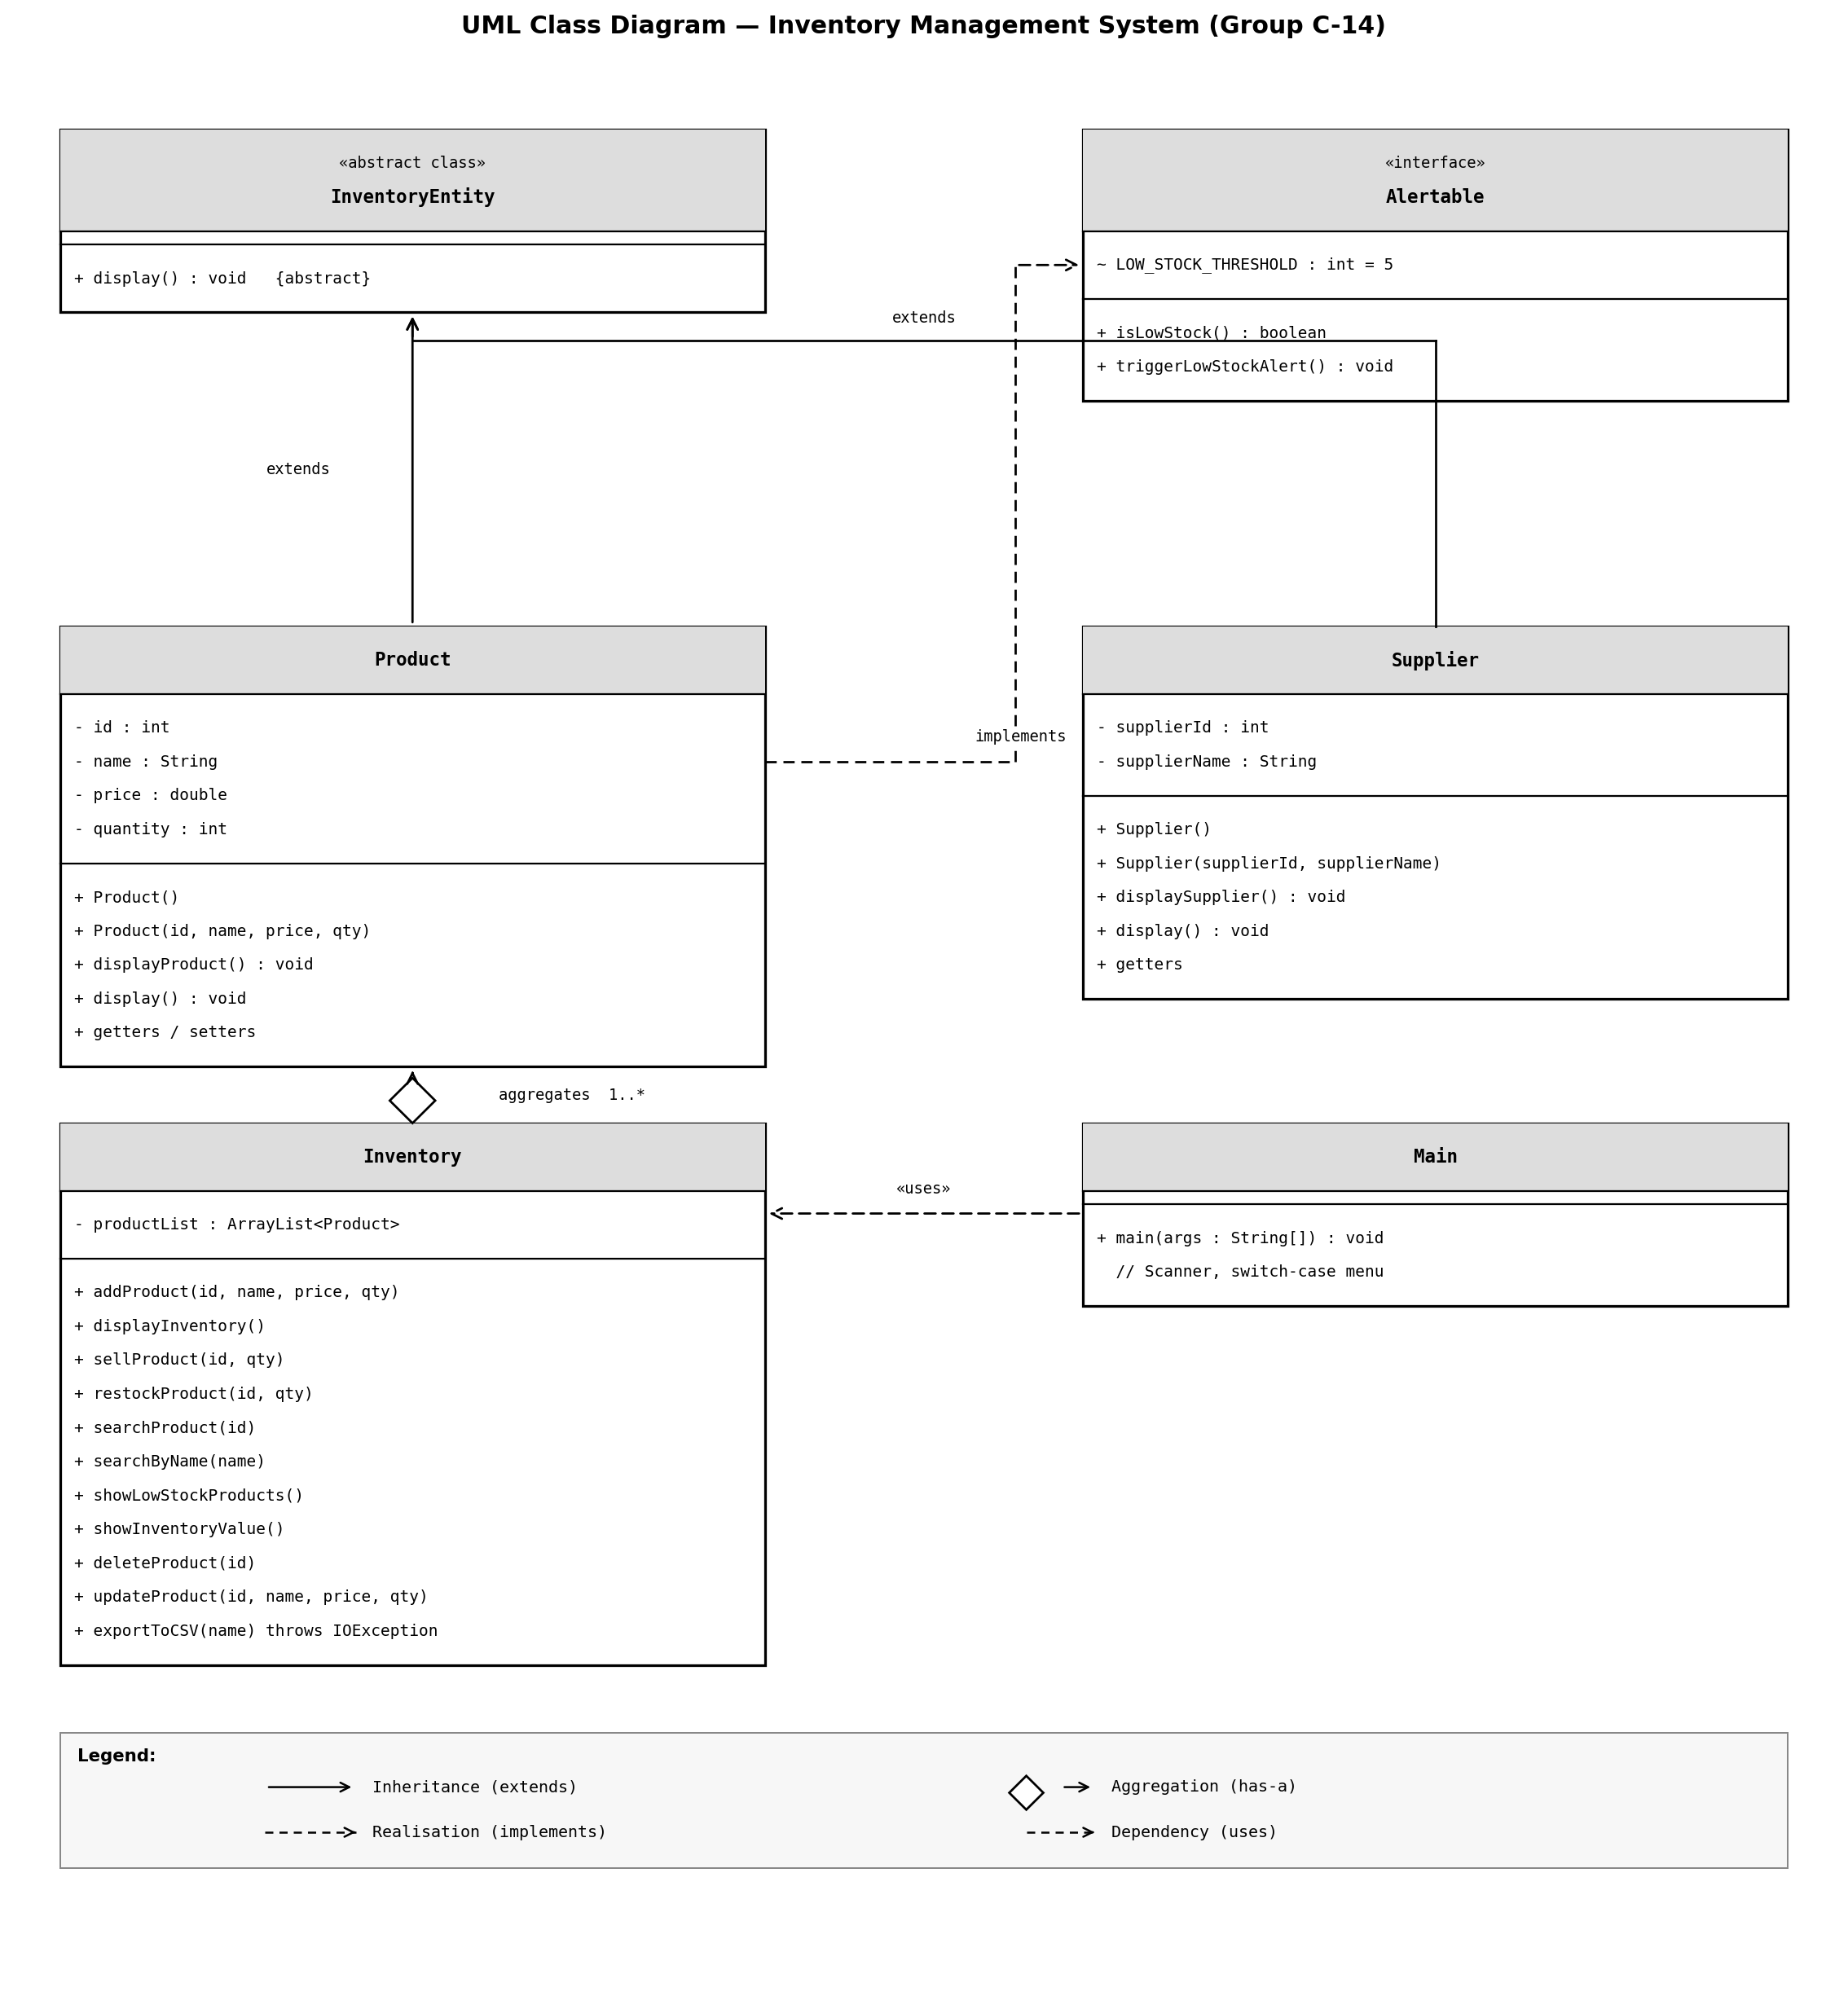 UML Class Diagram — Inventory Management System (Group C-14)
«abstract class»
InventoryEntity
+ display() : void   {abstract}
«interface»
Alertable
~ LOW_STOCK_THRESHOLD : int = 5
+ isLowStock() : boolean
+ triggerLowStockAlert() : void
extends
extends
implements
Product
- id : int
- name : String
- price : double
- quantity : int
+ Product()
+ Product(id, name, price, qty)
+ displayProduct() : void
+ display() : void
+ getters / setters
Supplier
- supplierId : int
- supplierName : String
+ Supplier()
+ Supplier(supplierId, supplierName)
+ displaySupplier() : void
+ display() : void
+ getters
aggregates  1..*
Inventory
- productList : ArrayList<Product>
+ addProduct(id, name, price, qty)
+ displayInventory()
+ sellProduct(id, qty)
+ restockProduct(id, qty)
+ searchProduct(id)
+ searchByName(name)
+ showLowStockProducts()
+ showInventoryValue()
+ deleteProduct(id)
+ updateProduct(id, name, price, qty)
+ exportToCSV(name) throws IOException
«uses»
Main
+ main(args : String[]) : void
// Scanner, switch-case menu
Legend:
Inheritance (extends)
Aggregation (has-a)
Realisation (implements)
Dependency (uses)